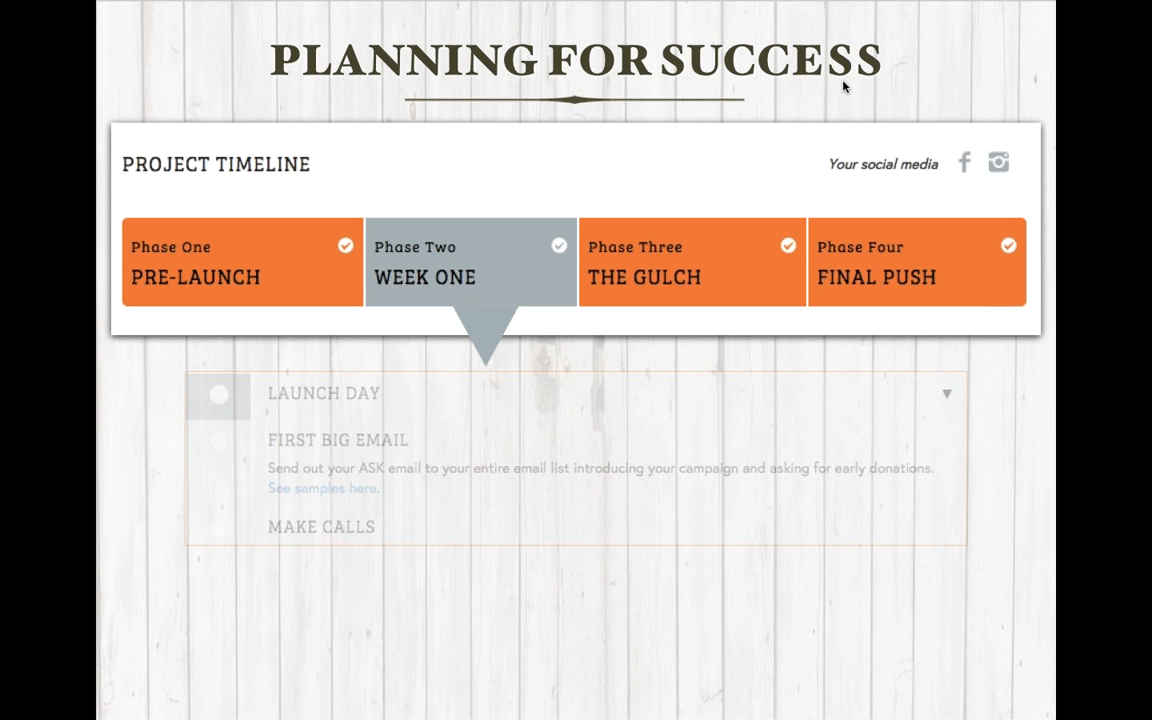 PLANNING FOR SUCCESS
PROJECT TIMELINE
Your social media
Phase One
PRE-LAUNCH
Phase Two
WEEK ONE
Phase Three
THE GULCH
Phase Four
FINAL PUSH
LAUNCH DAY
FIRST BIG EMAIL
Send out your ASK email to your entire email list introducing your campaign and asking for early donations.
See samples here.
MAKE CALLS